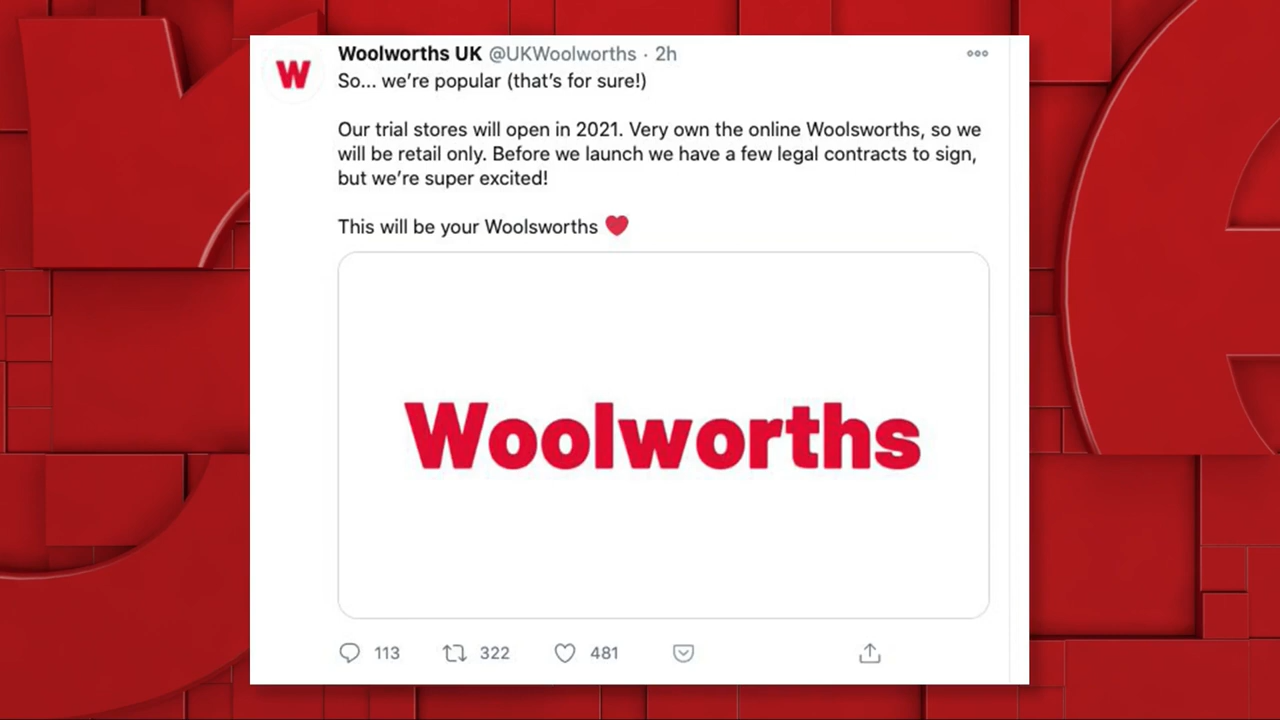 Woolworths UK @UKWoolworths · 2h
W
So... we’re popular (that’s for sure!)
Our trial stores will open in 2021. Very own the online Woolsworths, so we
will be retail only. Before we launch we have a few legal contracts to sign,
but we’re super excited!
This will be your Woolsworths ❤️
Woolworths
113 322 481